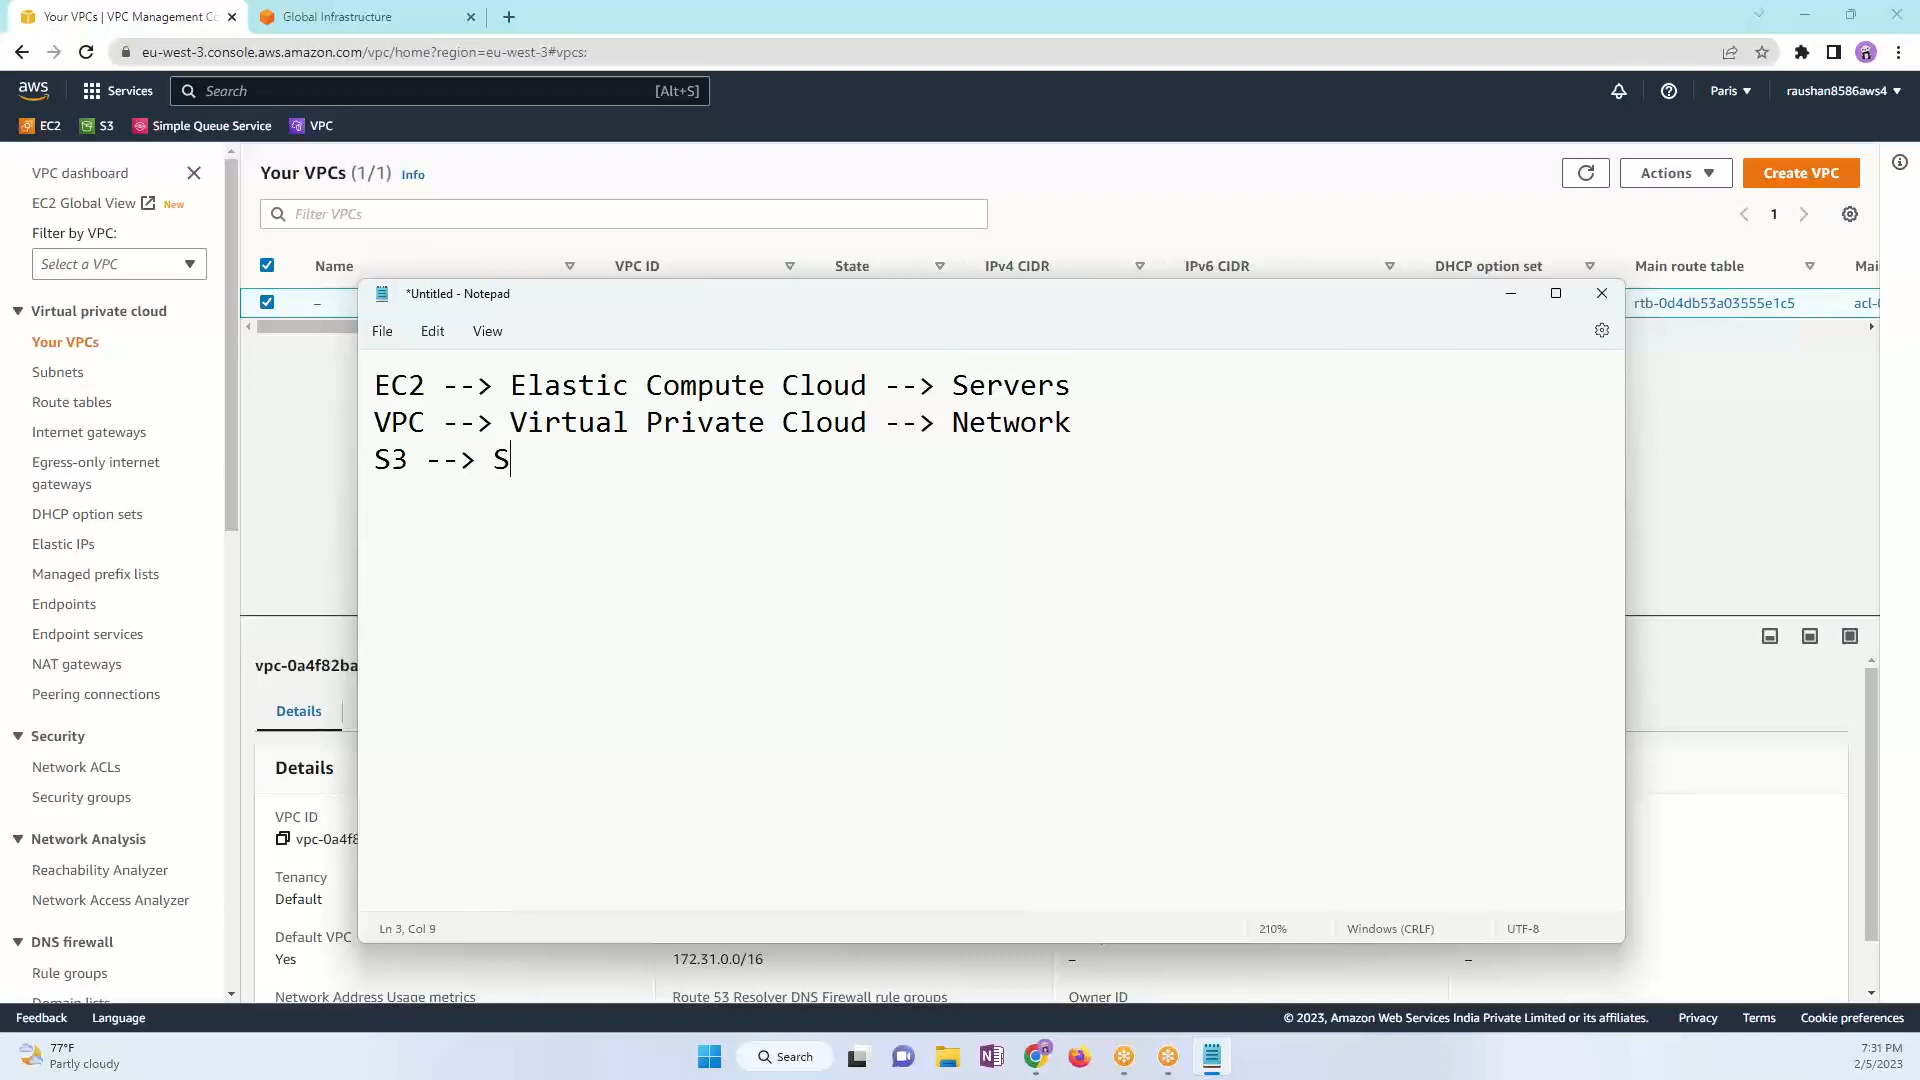 Your VPCs | VPC Management Co
Global Infrastructure
eu-west-3.console.aws.amazon.com/vpc/home?region=eu-west-3#vpcs:
aws
Services
Search
[Alt+S]
Paris
raushan8586aws4
EC2
S3
Simple Queue Service
VPC
VPC dashboard
EC2 Global View New
Filter by VPC:
Select a VPC
Virtual private cloud
Your VPCs
Subnets
Route tables
Internet gateways
Egress-only internet
gateways
DHCP option sets
Elastic IPs
Managed prefix lists
Endpoints
Endpoint services
NAT gateways
Peering connections
Security
Network ACLs
Security groups
Network Analysis
Reachability Analyzer
Network Access Analyzer
DNS firewall
Rule groups
Domain lists
Your VPCs (1/1) Info
Actions
Create VPC
Filter VPCs
1
Name
VPC ID
State
IPv4 CIDR
IPv6 CIDR
DHCP option set
Main route table
Mai
–
rtb-0d4db53a03555e1c5
*Untitled - Notepad
File
Edit
View
EC2 --> Elastic Compute Cloud --> Servers
VPC --> Virtual Private Cloud --> Network
S3 --> S
Ln 3, Col 9
210%
Windows (CRLF)
UTF-8
vpc-0a4f82ba
Details
Details
VPC ID
vpc-0a4f8
Tenancy
Default
Default VPC
Yes
172.31.0.0/16
–
–
Network Address Usage metrics
Route 53 Resolver DNS Firewall rule groups
Owner ID
Feedback
Language
© 2023, Amazon Web Services India Private Limited or its affiliates.
Privacy
Terms
Cookie preferences
77°F
Partly cloudy
Search
7:31 PM
2/5/2023